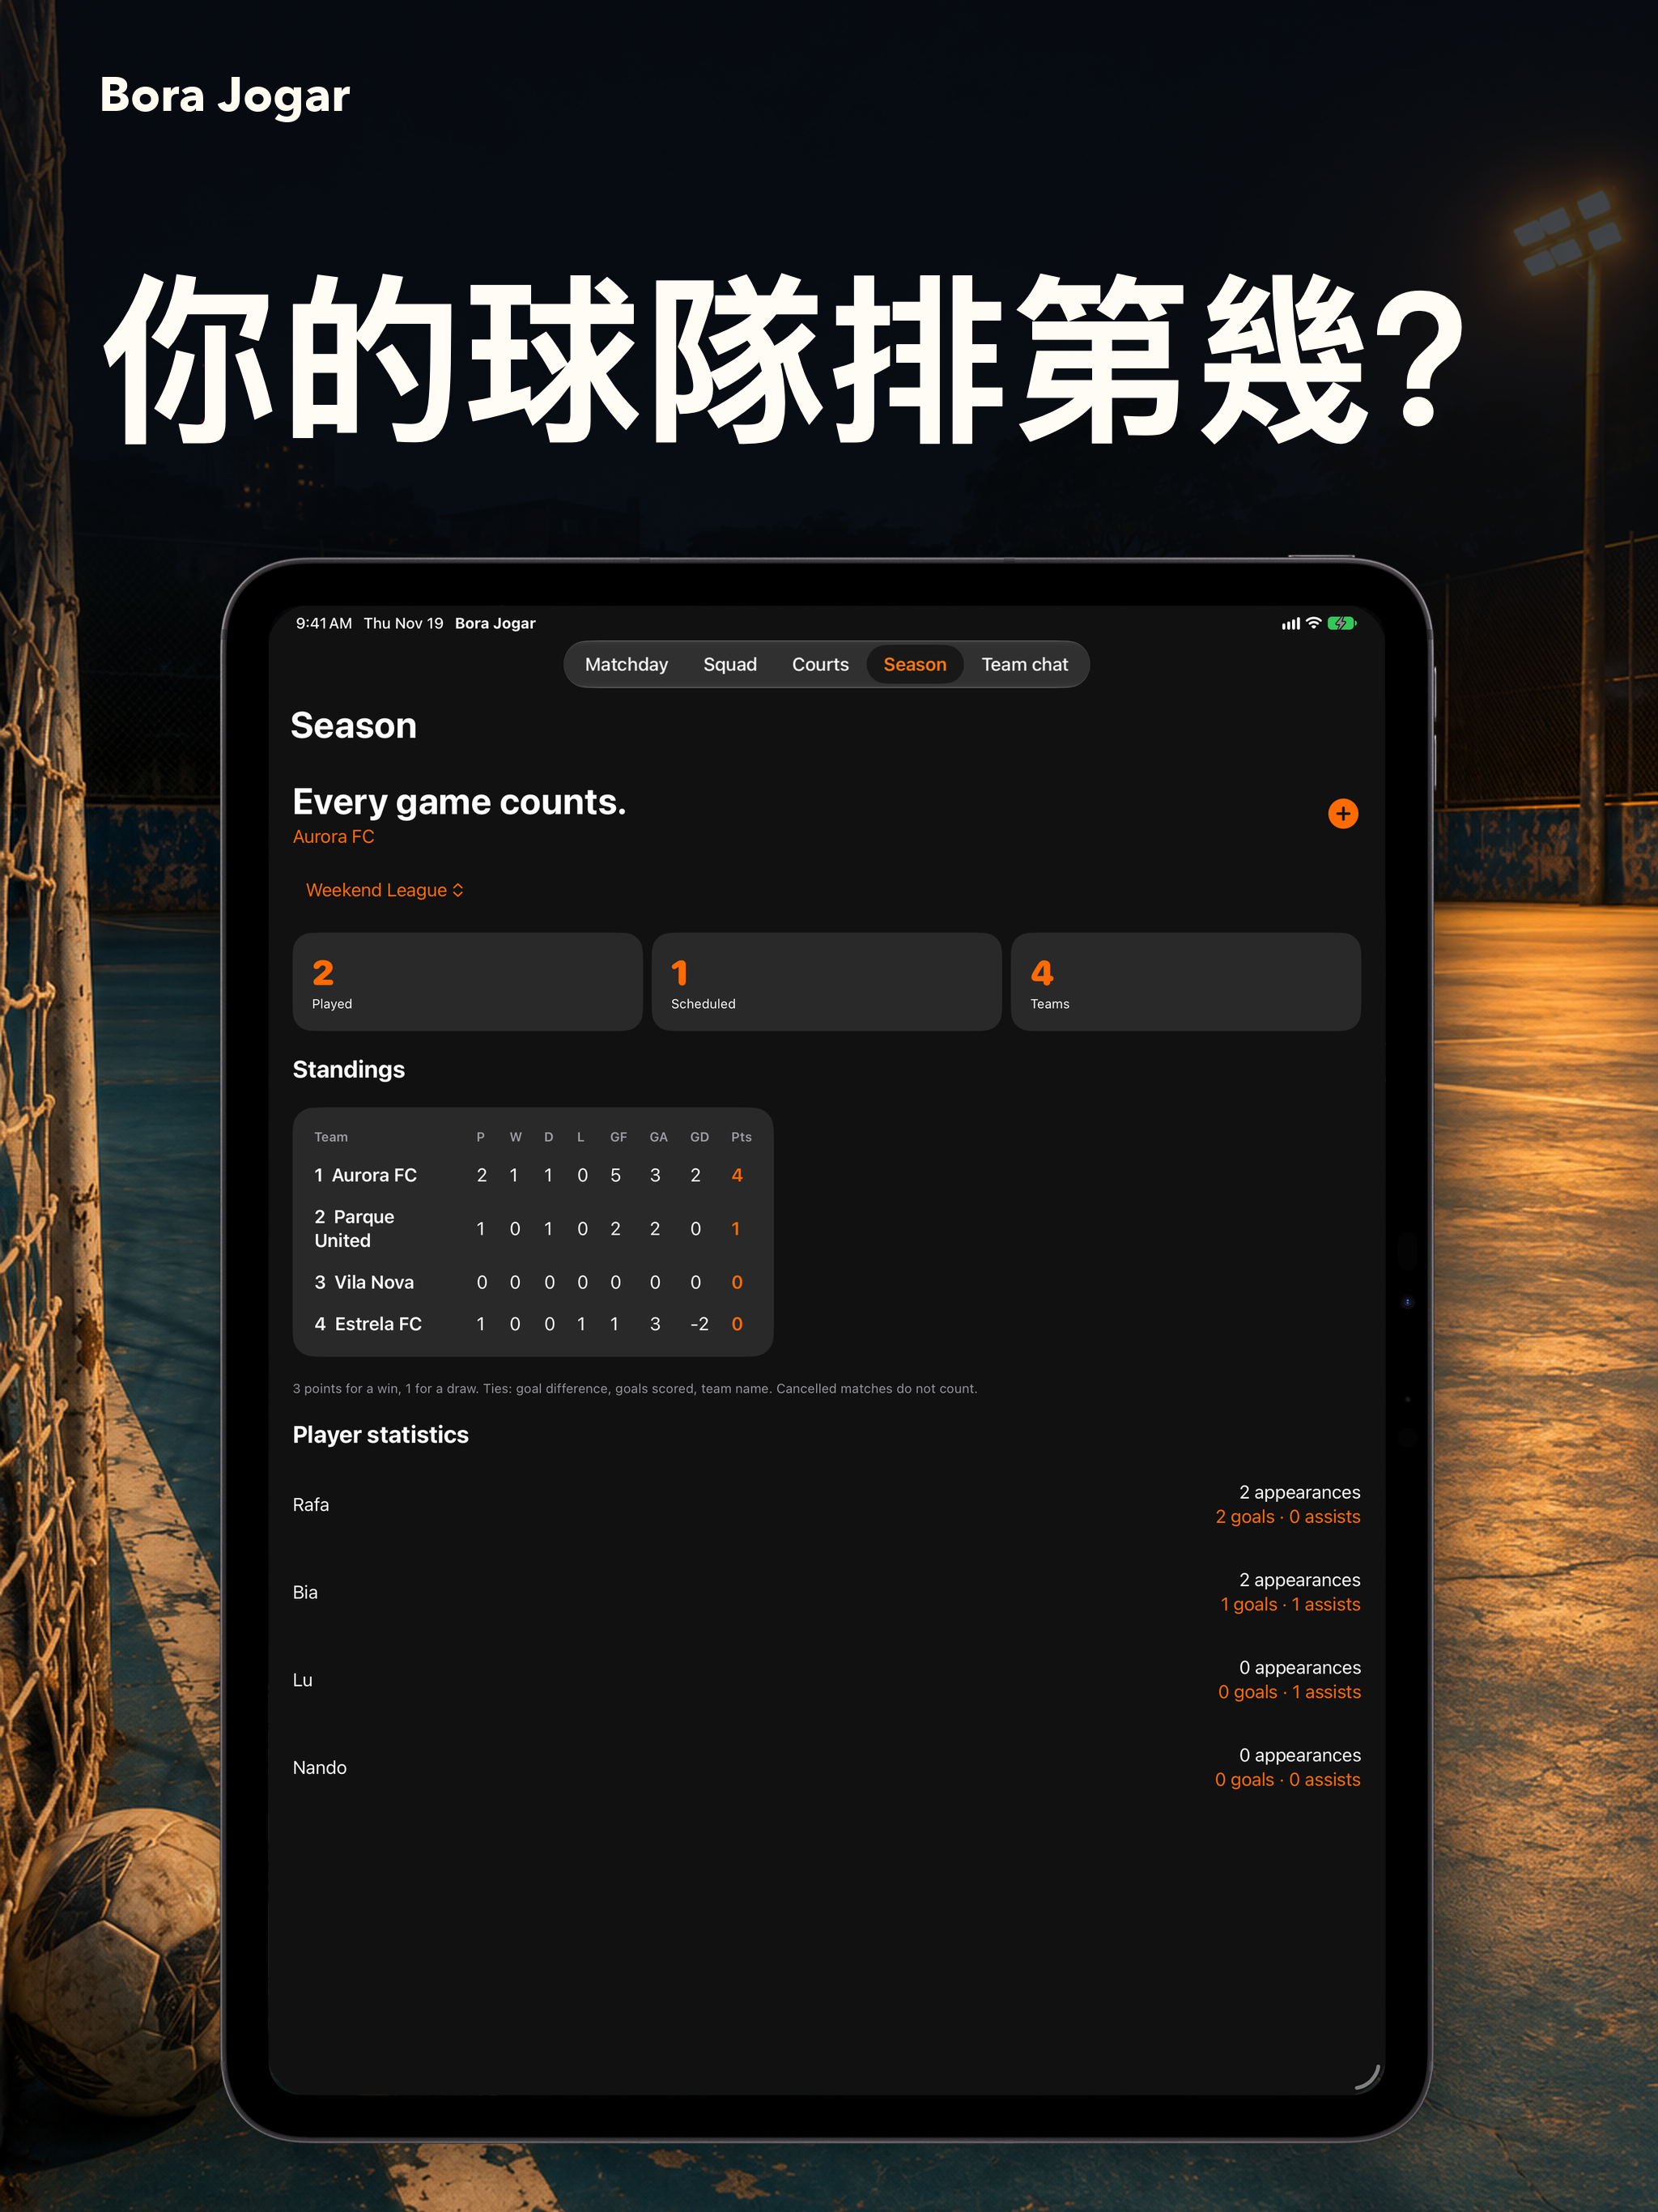 Bora Jogar
你的球隊排第幾?
9:41 AM Thu Nov 19 Bora Jogar
Matchday Squad Courts Season Team chat
Season
Every game counts.
Aurora FC
Weekend League
2 1 4
Played Scheduled Teams
Standings
Team P W D L GF GA GD Pts
1 Aurora FC 2 1 1 0 5 3 2 4
2 Parque
United 1 0 1 0 2 2 0 1
3 Vila Nova 0 0 0 0 0 0 0 0
4 Estrela FC 1 0 0 1 1 3 -2 0
3 points for a win, 1 for a draw. Ties: goal difference, goals scored, team name. Cancelled matches do not count.
Player statistics
Rafa 2 appearances
2 goals · 0 assists
Bia 2 appearances
1 goals · 1 assists
Lu 0 appearances
0 goals · 1 assists
Nando 0 appearances
0 goals · 0 assists